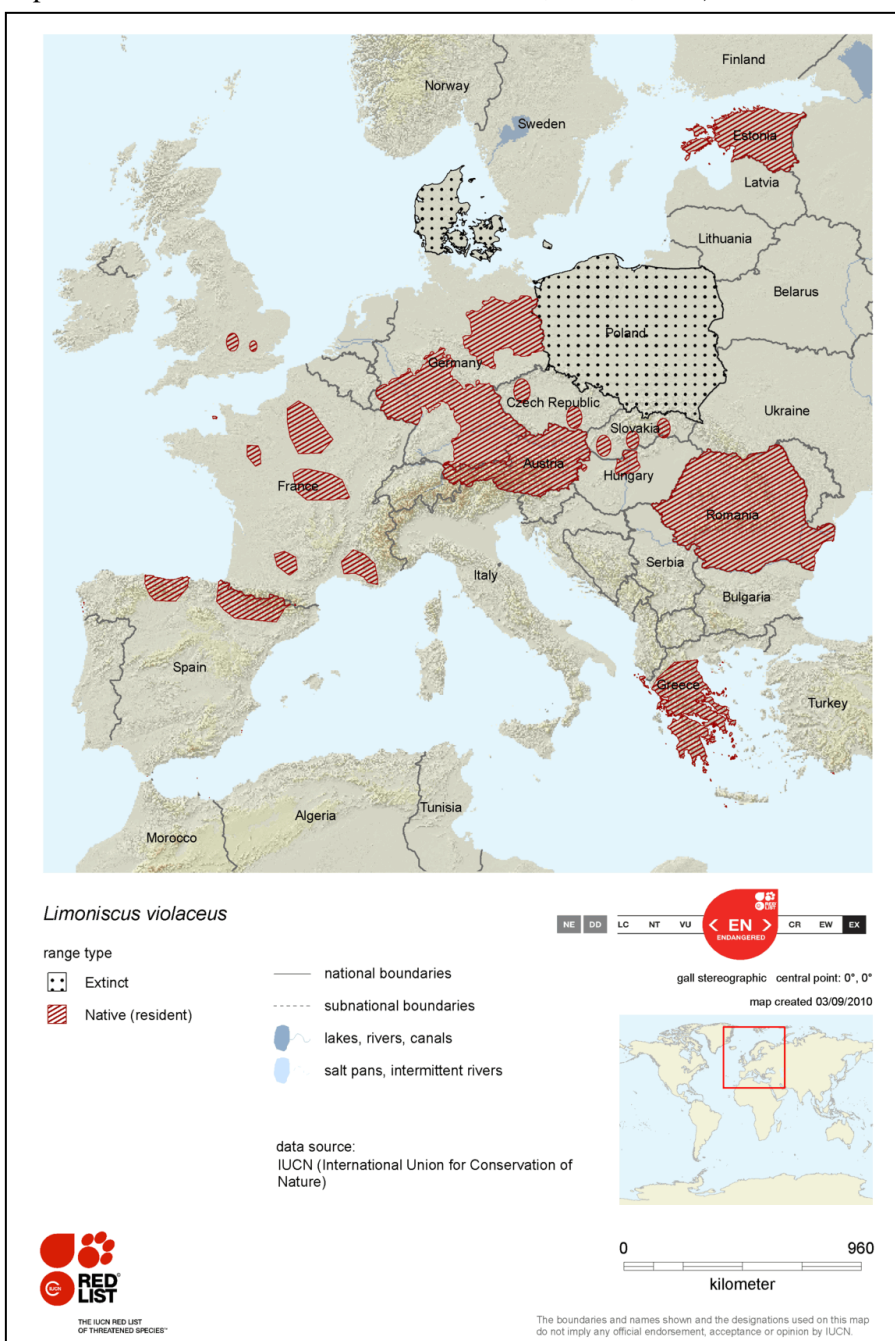 Norway
Finland
Sweden
Estonia
Latvia
Lithuania
Belarus
Poland
Germany
Czech Republic
Ukraine
Slovakia
Austria
Hungary
France
Romania
Serbia
Italy
Bulgaria
Spain
Greece
Turkey
Tunisia
Algeria
Morocco
Limoniscus violaceus
range type
Extinct
Native (resident)
national boundaries
subnational boundaries
lakes, rivers, canals
salt pans, intermittent rivers
data source:
IUCN (International Union for Conservation of
Nature)
RED LIST
NE DD LC NT VU < EN > CR EW EX
ENDANGERED
gall stereographic central point: 0°, 0°
map created 03/09/2010
0 960
kilometer
IUCN
RED
LIST
THE IUCN RED LIST
OF THREATENED SPECIES™
The boundaries and names shown and the designations used on this map
do not imply any official endorsement, acceptance or opinion by IUCN.